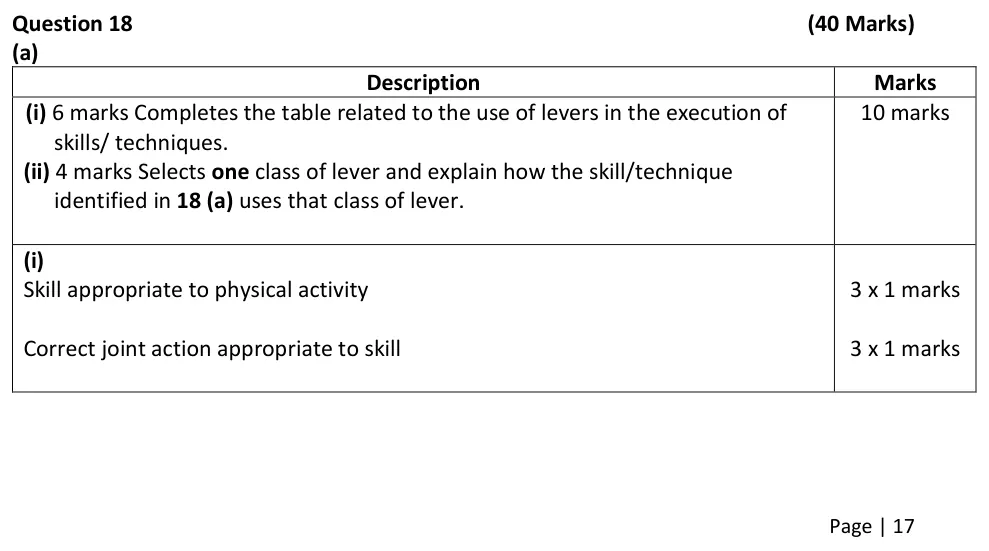 Question 18 (40 Marks)
(a)
Description Marks
(i) 6 marks Completes the table related to the use of levers in the execution of 10 marks
skills/ techniques.
(ii) 4 marks Selects one class of lever and explain how the skill/technique
identified in 18 (a) uses that class of lever.
(i)
Skill appropriate to physical activity 3 x 1 marks
Correct joint action appropriate to skill 3 x 1 marks
Page | 17